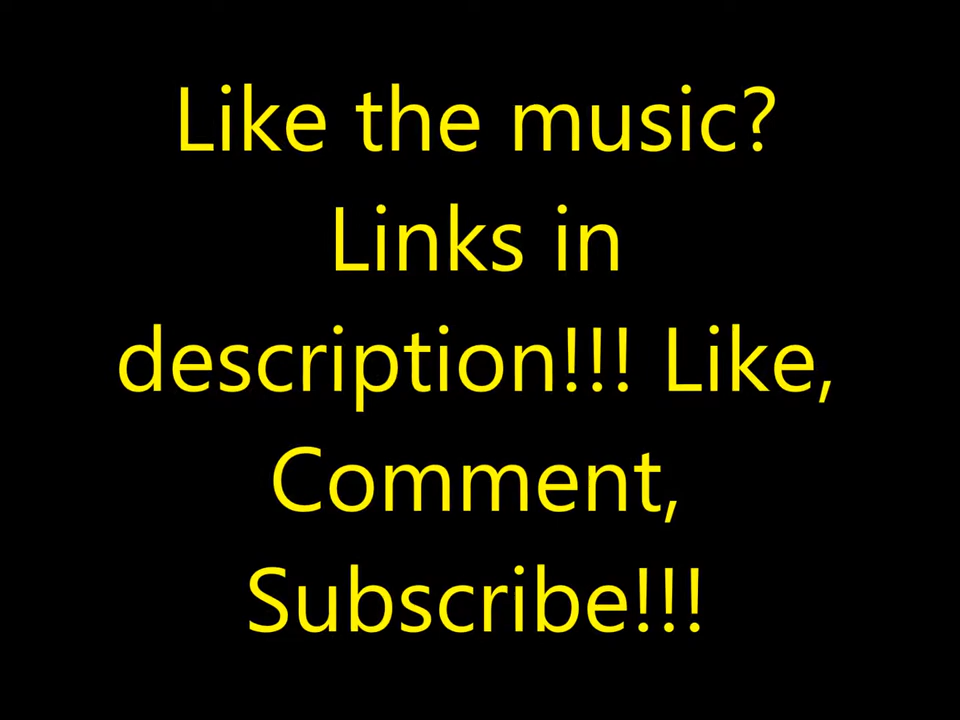 Like the music?
Links in
description!!! Like,
Comment,
Subscribe!!!